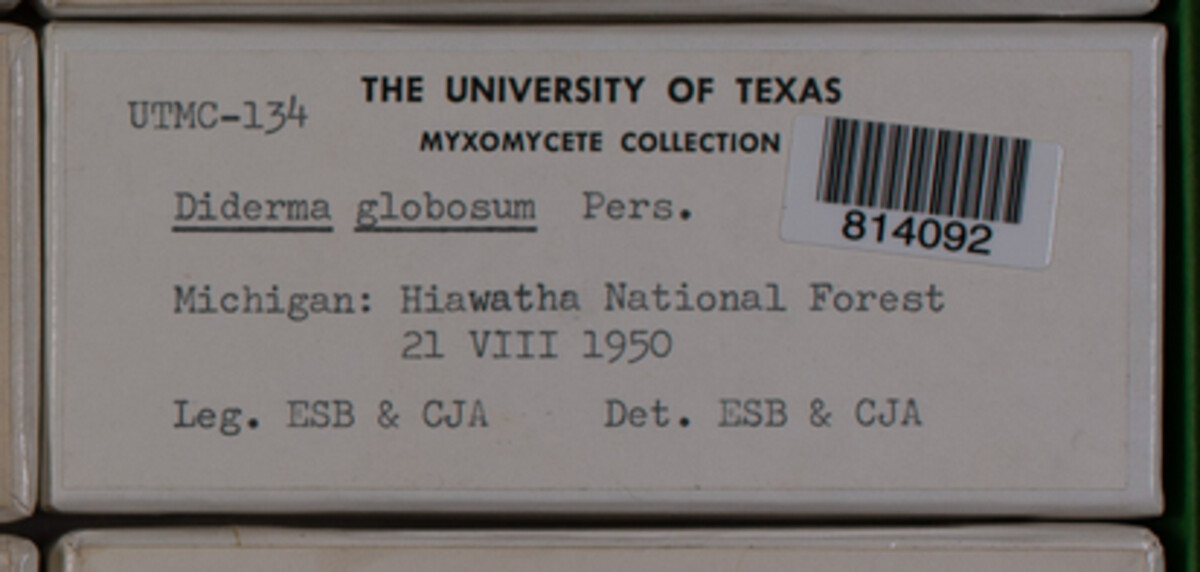 THE UNIVERSITY OF TEXAS
UTMC-134
MYXOMYCETE COLLECTION
Diderma globosum Pers.
814092
Michigan: Hiawatha National Forest
21 VIII 1950
Leg. ESB & CJA Det. ESB & CJA